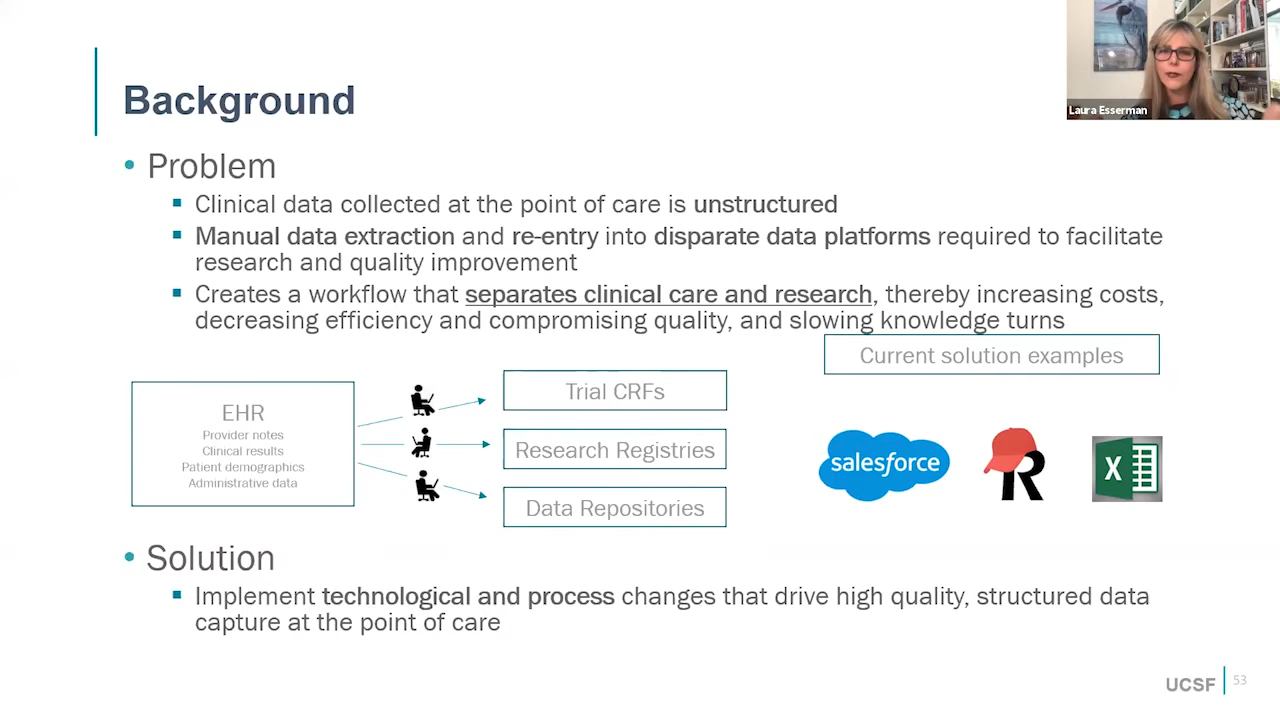 Laura Esserman
Background
• Problem
▪ Clinical data collected at the point of care is unstructured
▪ Manual data extraction and re-entry into disparate data platforms required to facilitate
research and quality improvement
▪ Creates a workflow that separates clinical care and research, thereby increasing costs,
decreasing efficiency and compromising quality, and slowing knowledge turns
Current solution examples
EHR
Provider notes
Clinical results
Patient demographics
Administrative data
Trial CRFs
Research Registries
Data Repositories
salesforce
R
X
• Solution
▪ Implement technological and process changes that drive high quality, structured data
capture at the point of care
UCSF 53